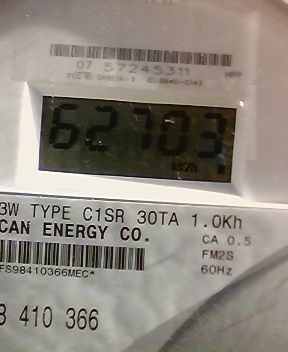 07 57245311
62703
kWh
3W TYPE C1SR 30TA 1.0Kh
CAN ENERGY CO.
CA 0.5
FM2S
60Hz
FS98410366MEC*
8 410 366